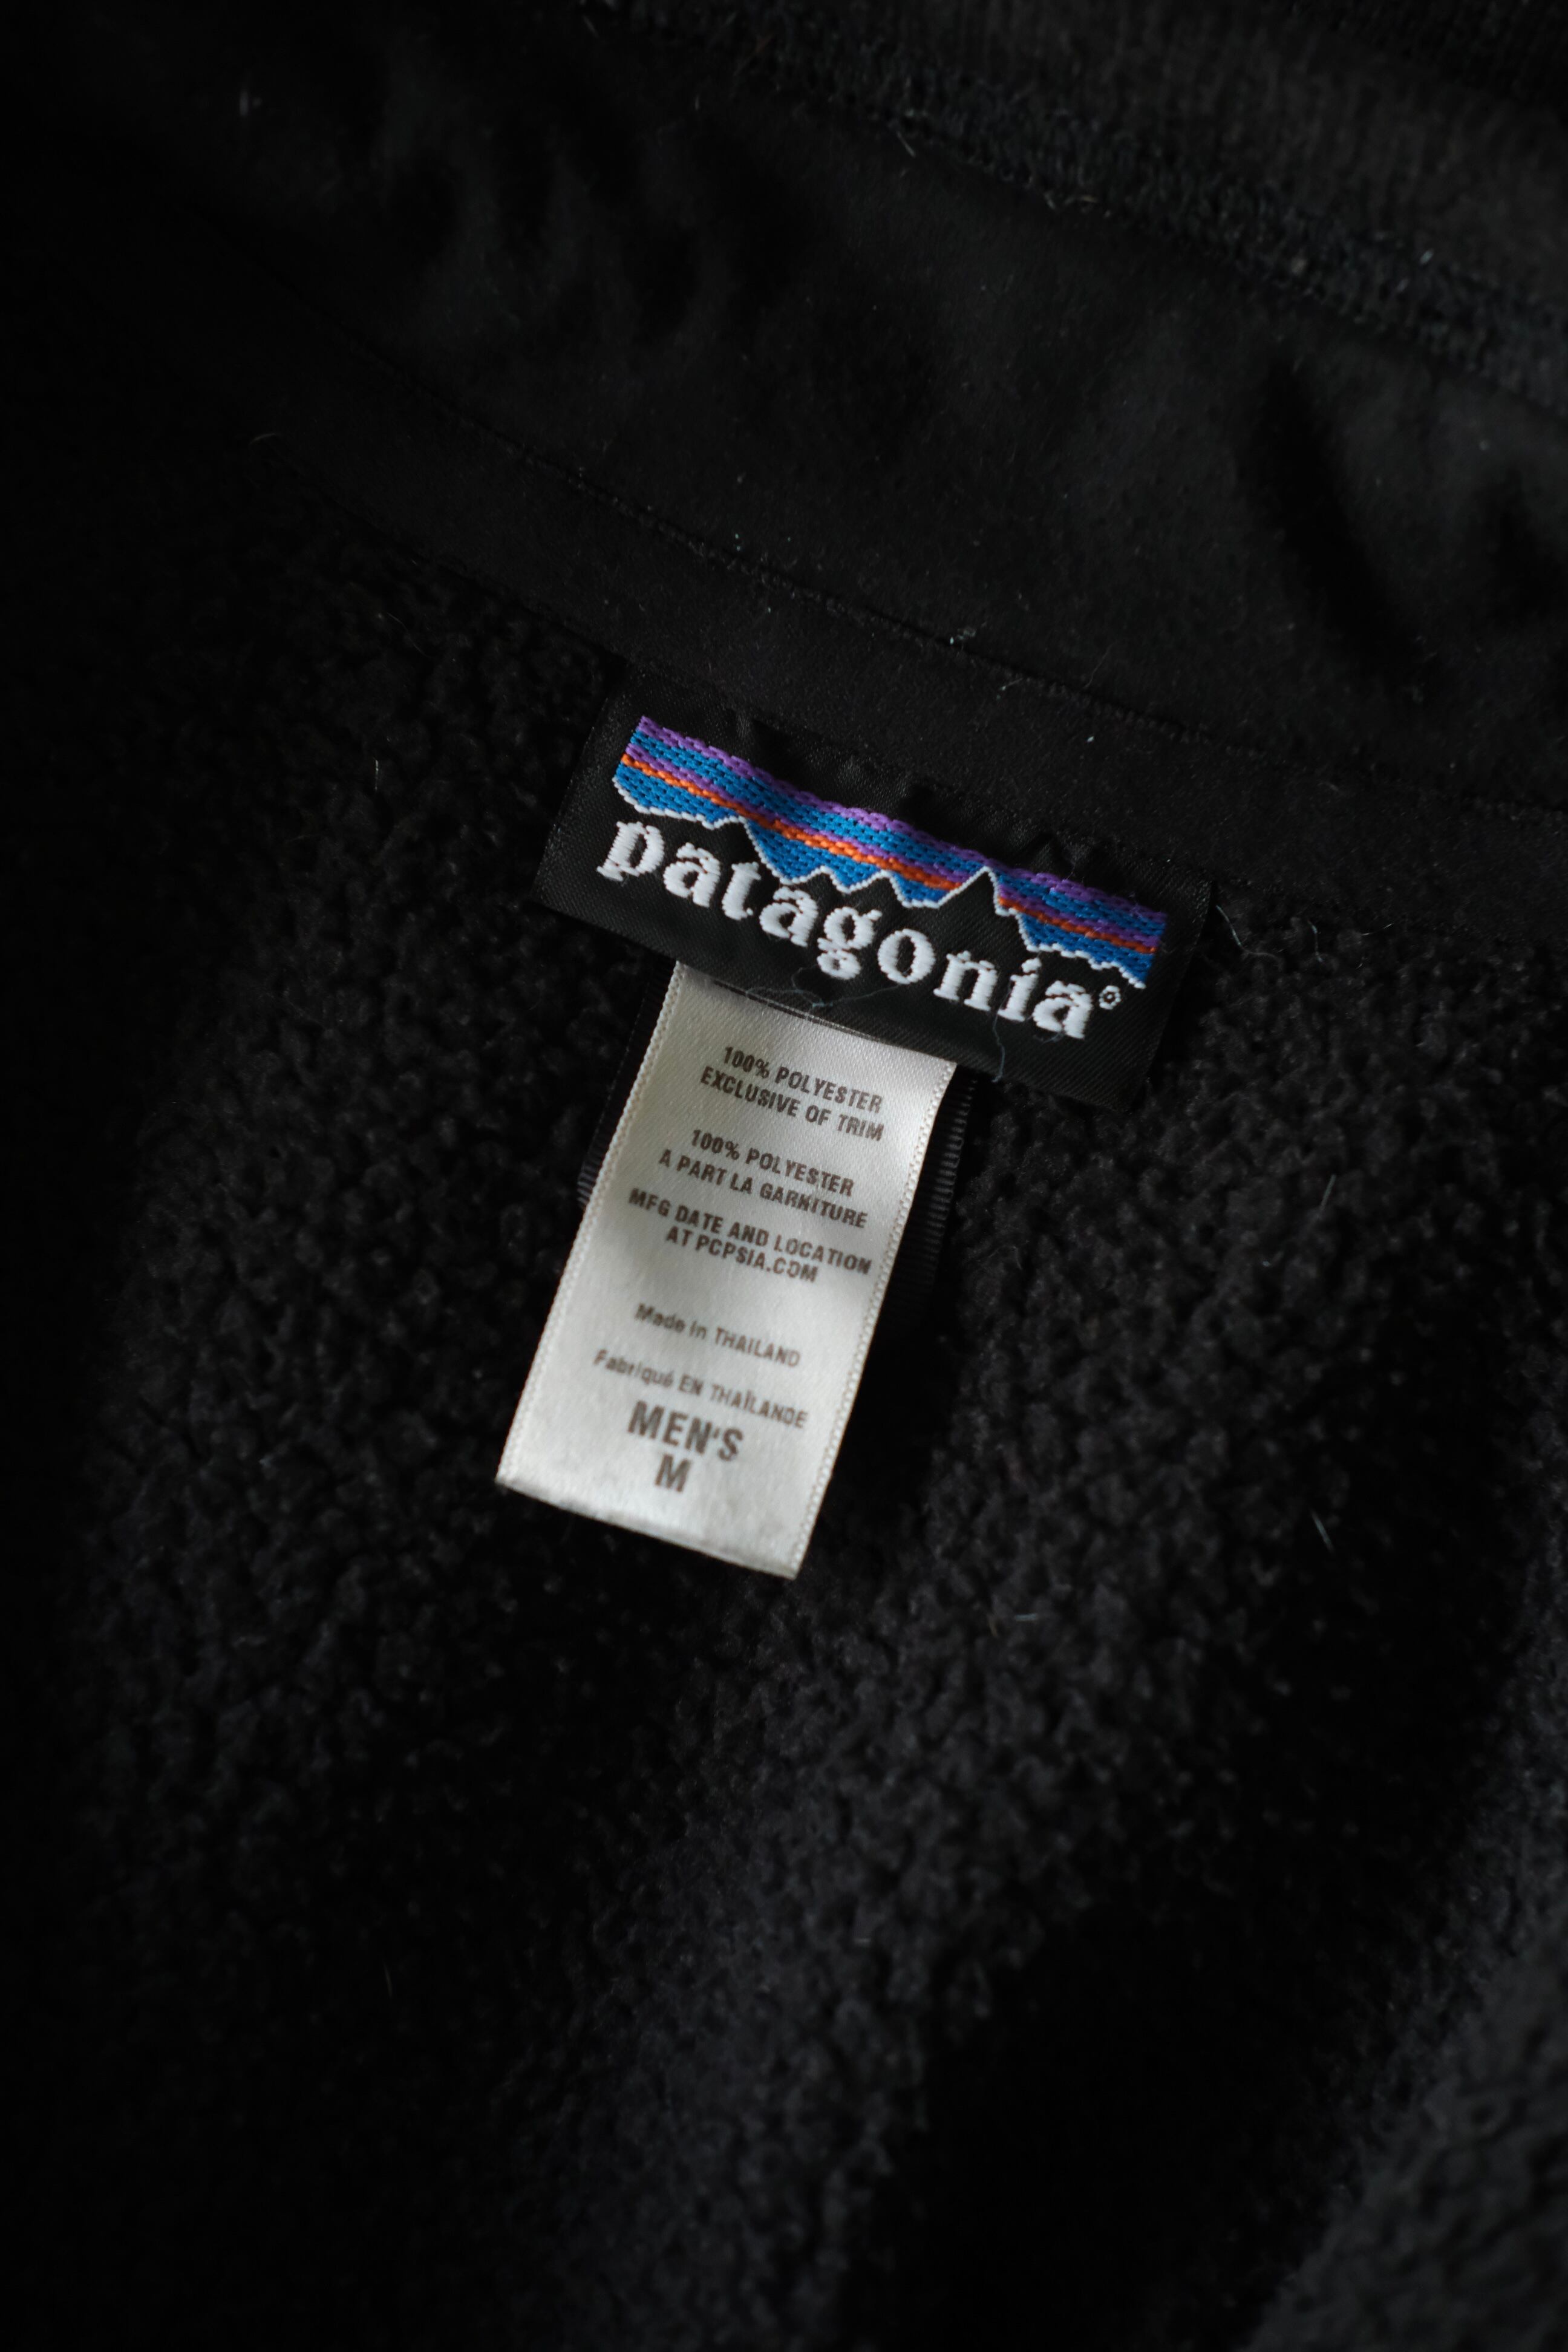 patagonia®
100% POLYESTER
EXCLUSIVE OF TRIM
100% POLYESTER
A PART LA GARNITURE
MFG DATE AND LOCATION
AT PCPSIA.COM
Made in THAILAND
Fabriqué EN THAÏLANDE
MEN'S
M